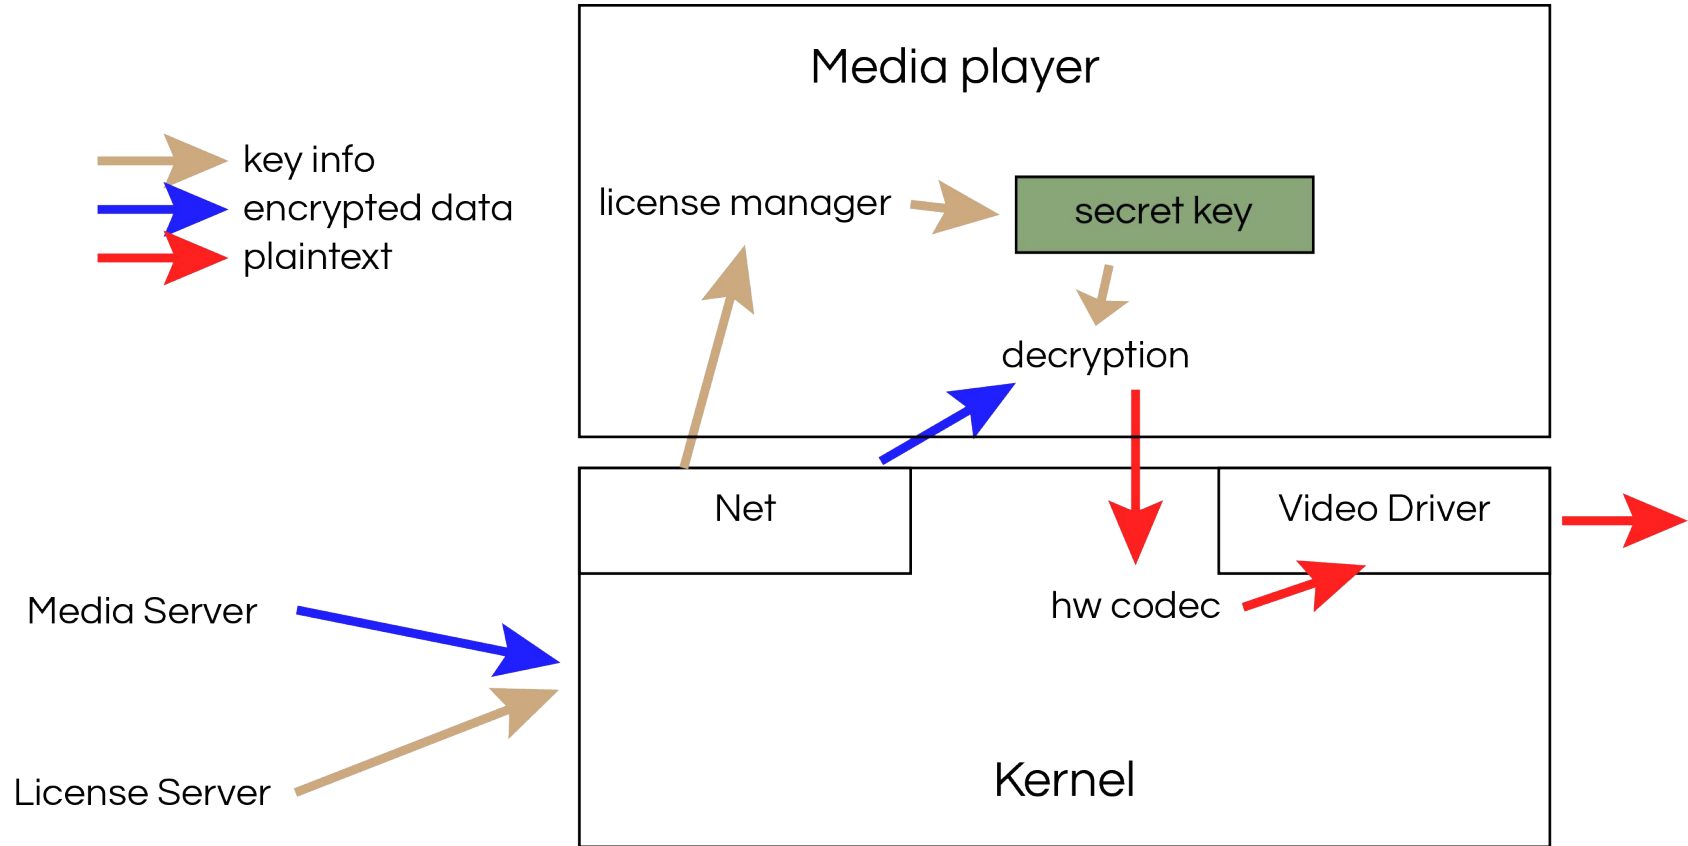 Media player
key info
encrypted data
plaintext
license manager
secret key
decryption
Net
Video Driver
hw codec
Media Server
License Server
Kernel